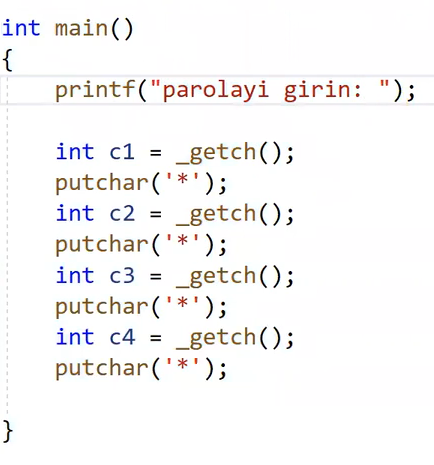 int main()
{
    printf("parolayi girin: ");
    int c1 = _getch();
    putchar('*');
    int c2 = _getch();
    putchar('*');
    int c3 = _getch();
    putchar('*');
    int c4 = _getch();
    putchar('*');
}